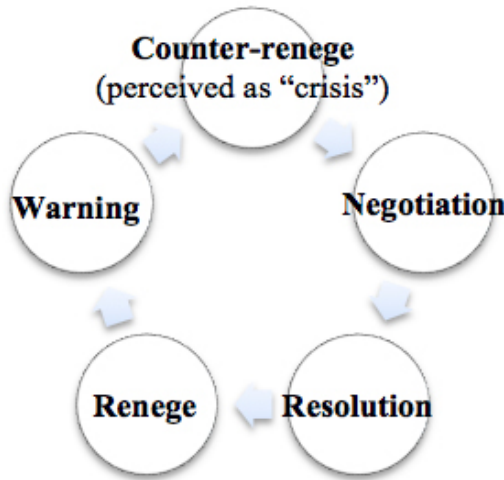 Counter-renege
(perceived as “crisis”)
Warning
Negotiation
Renege
Resolution